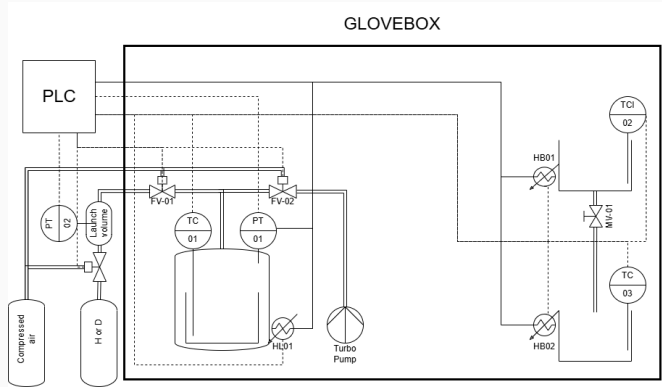 GLOVEBOX
PLC
TCI
02
HB01
FV-01
FV-02
MV-01
PT
02
Launch
volume
TC
01
PT
01
TC
03
Compressed
air
H or D
HL01
Turbo
Pump
HB02